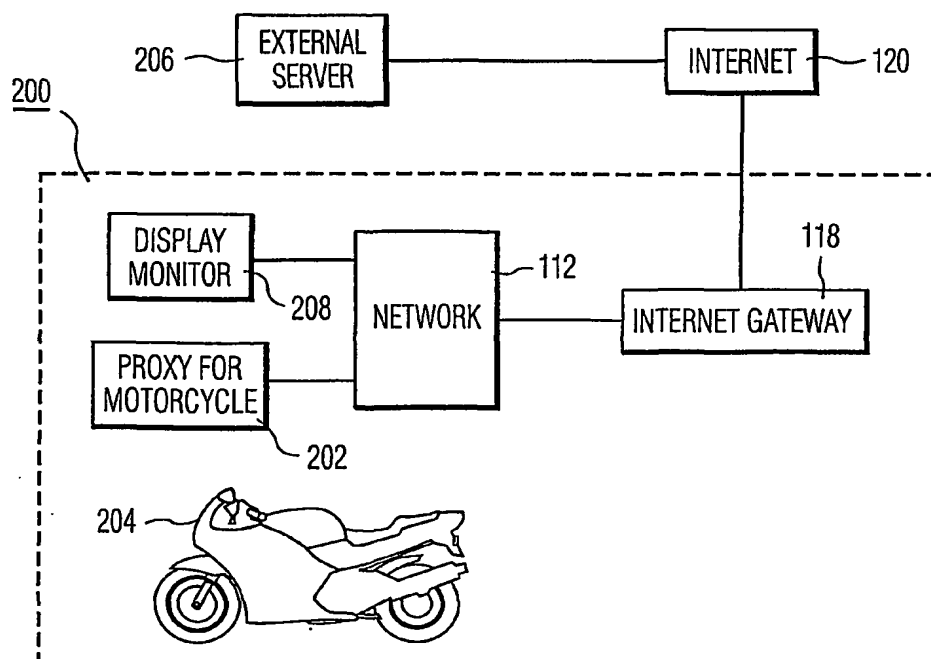 EXTERNAL
SERVER
206
INTERNET
120
200
DISPLAY
MONITOR
208
NETWORK
112
118
INTERNET GATEWAY
PROXY FOR
MOTORCYCLE
202
204